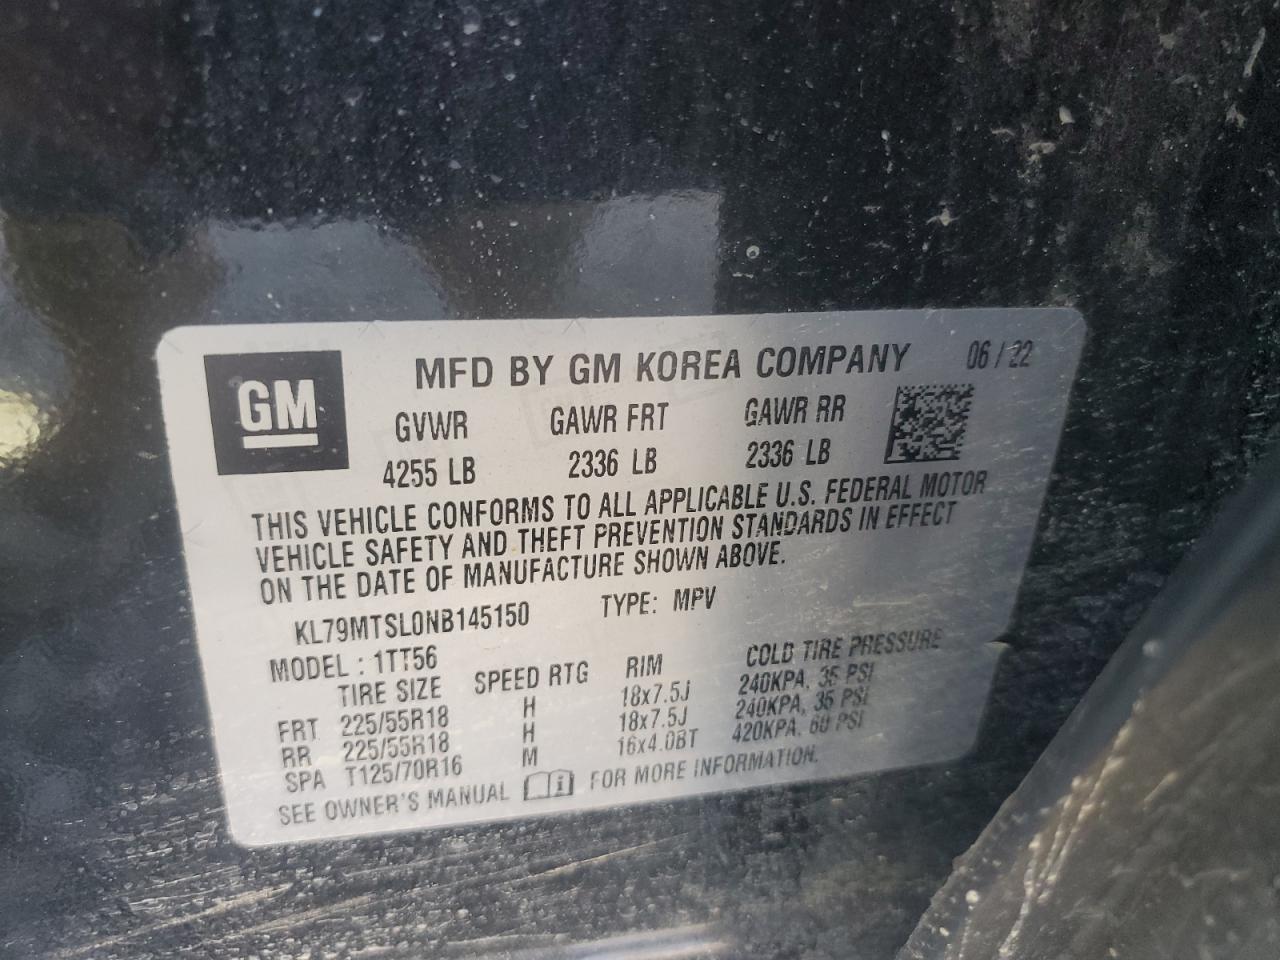 GM
MFD BY GM KOREA COMPANY 06/22
GVWR GAWR FRT GAWR RR
4255 LB 2336 LB 2336 LB
THIS VEHICLE CONFORMS TO ALL APPLICABLE U.S. FEDERAL MOTOR
VEHICLE SAFETY AND THEFT PREVENTION STANDARDS IN EFFECT
ON THE DATE OF MANUFACTURE SHOWN ABOVE.
KL79MTSL0NB145150 TYPE: MPV
MODEL: 1TT56
TIRE SIZE SPEED RTG RIM COLD TIRE PRESSURE
FRT 225/55R18 H 18x7.5J 240KPA, 35 PSI
RR 225/55R18 H 18x7.5J 240KPA, 35 PSI
SPA T125/70R16 M 16x4.0BT 420KPA, 60 PSI
SEE OWNER'S MANUAL i FOR MORE INFORMATION.